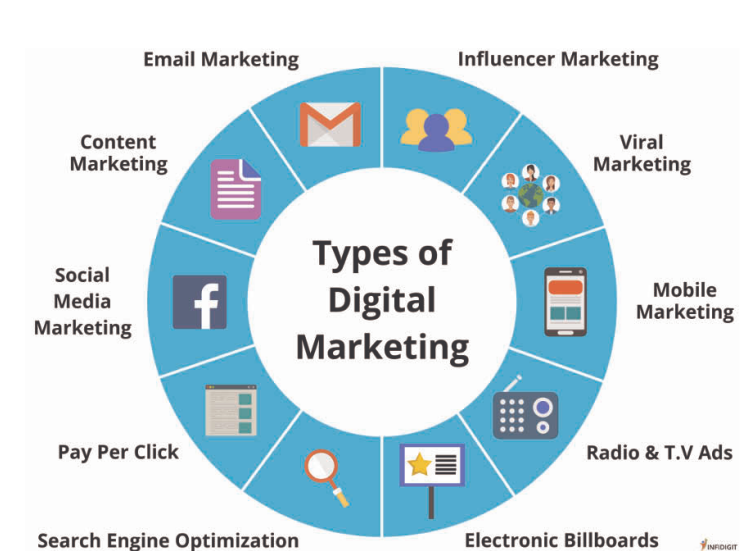 Email Marketing
Influencer Marketing
Content
Marketing
Viral
Marketing
Types of
Digital
Marketing
Social
Media
Marketing
Mobile
Marketing
Pay Per Click
Radio & T.V Ads
Search Engine Optimization
Electronic Billboards
INFIDIGIT